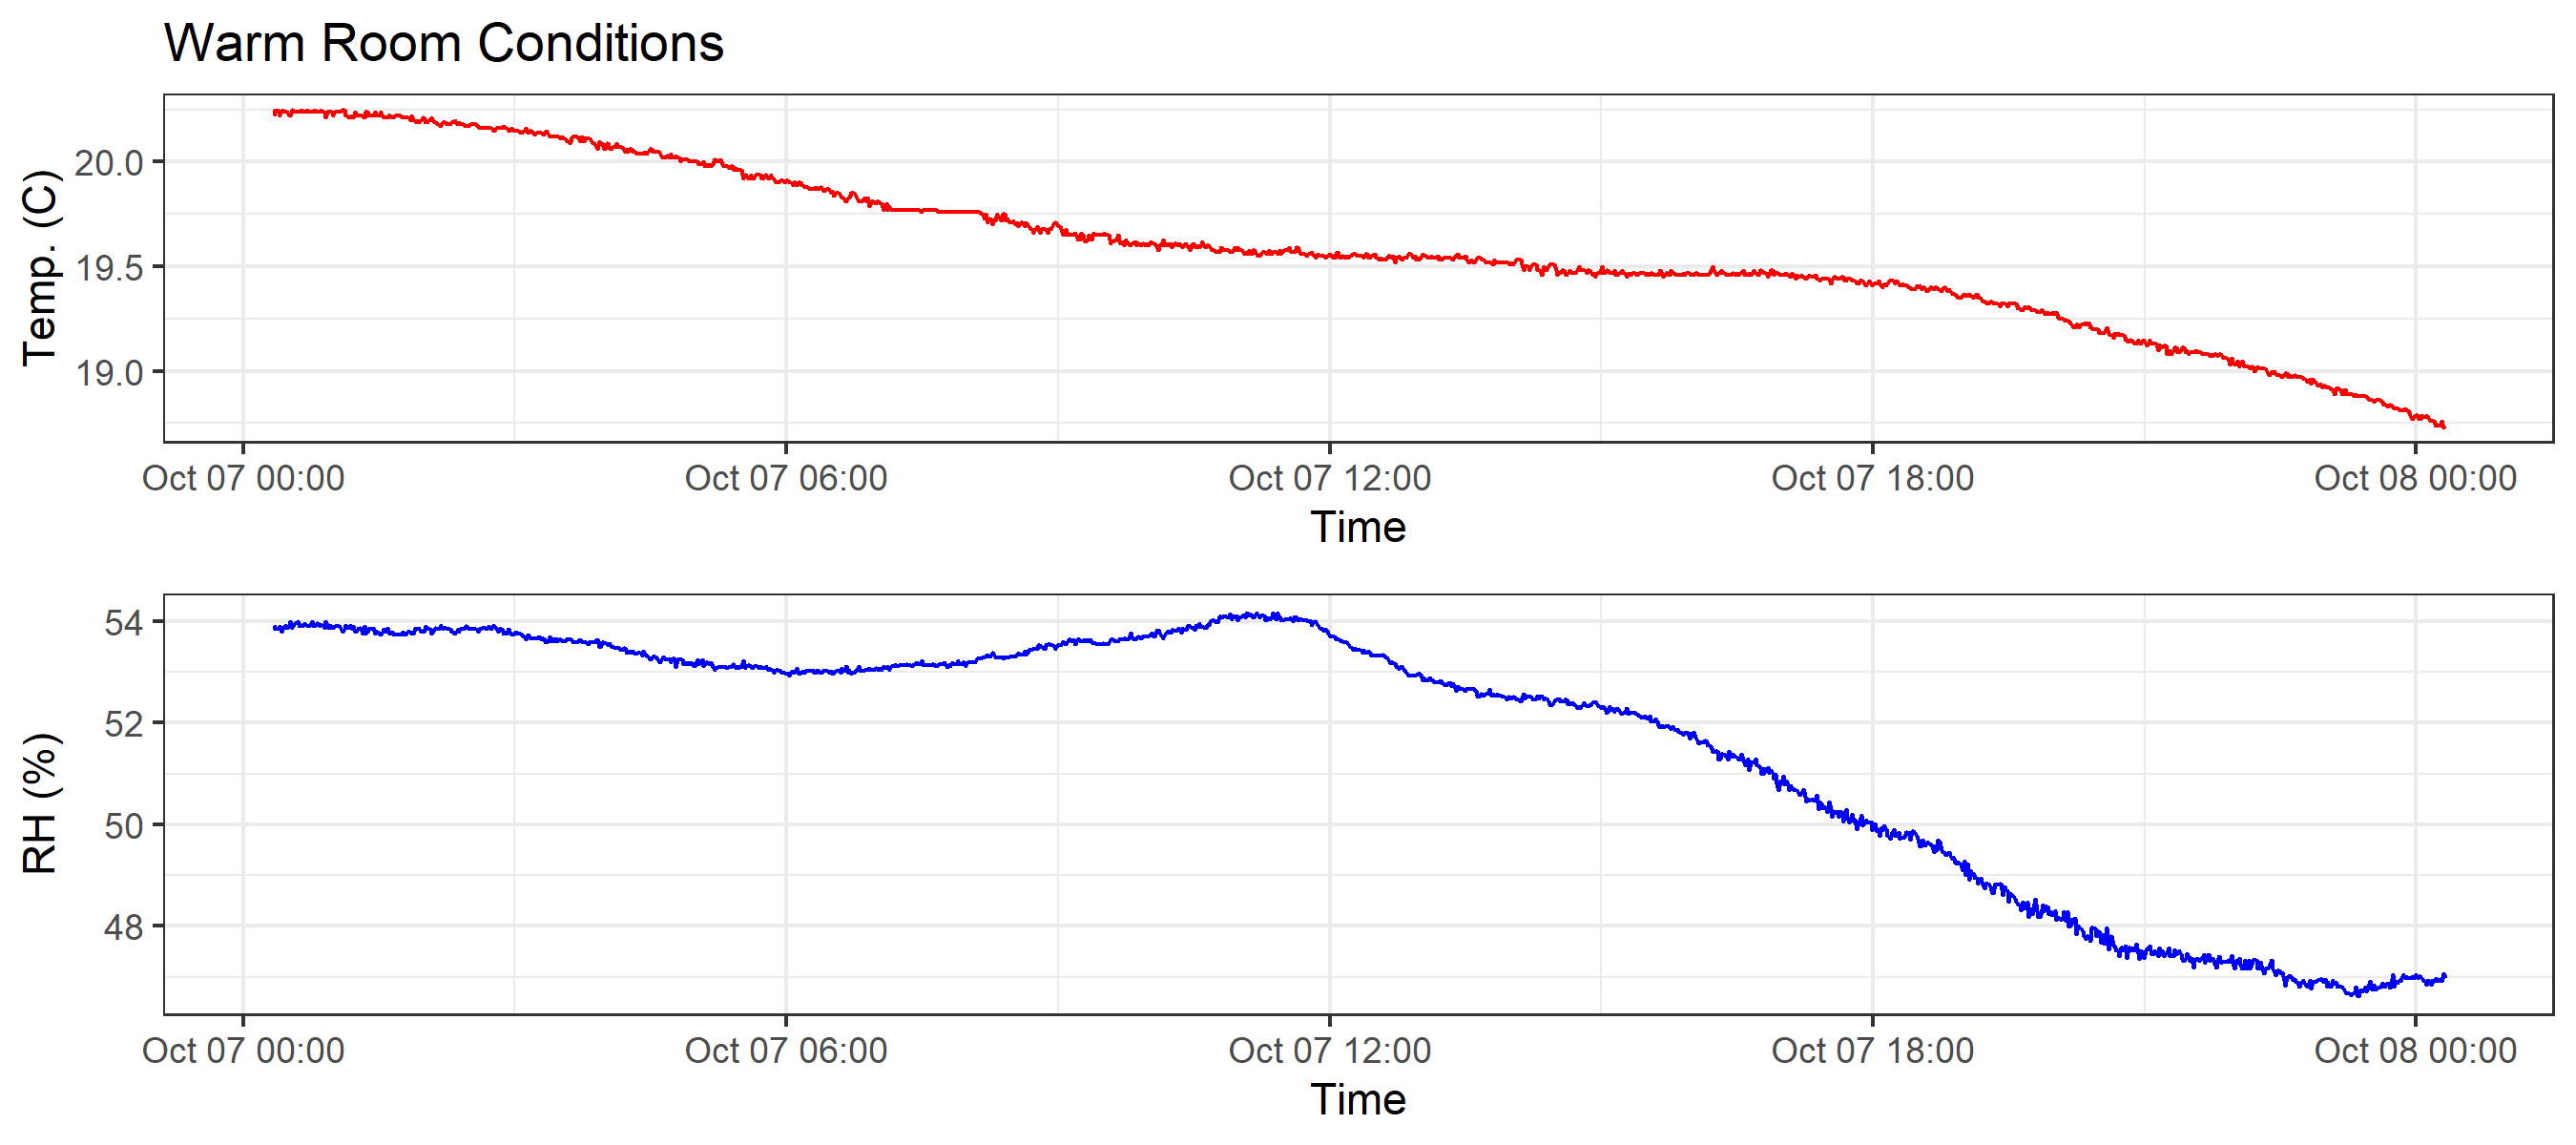 Warm Room Conditions
Temp. (C)
20.0
19.5
19.0
Oct 07 00:00 Oct 07 06:00 Oct 07 12:00 Oct 07 18:00 Oct 08 00:00
Time
RH (%)
54
52
50
48
Oct 07 00:00 Oct 07 06:00 Oct 07 12:00 Oct 07 18:00 Oct 08 00:00
Time